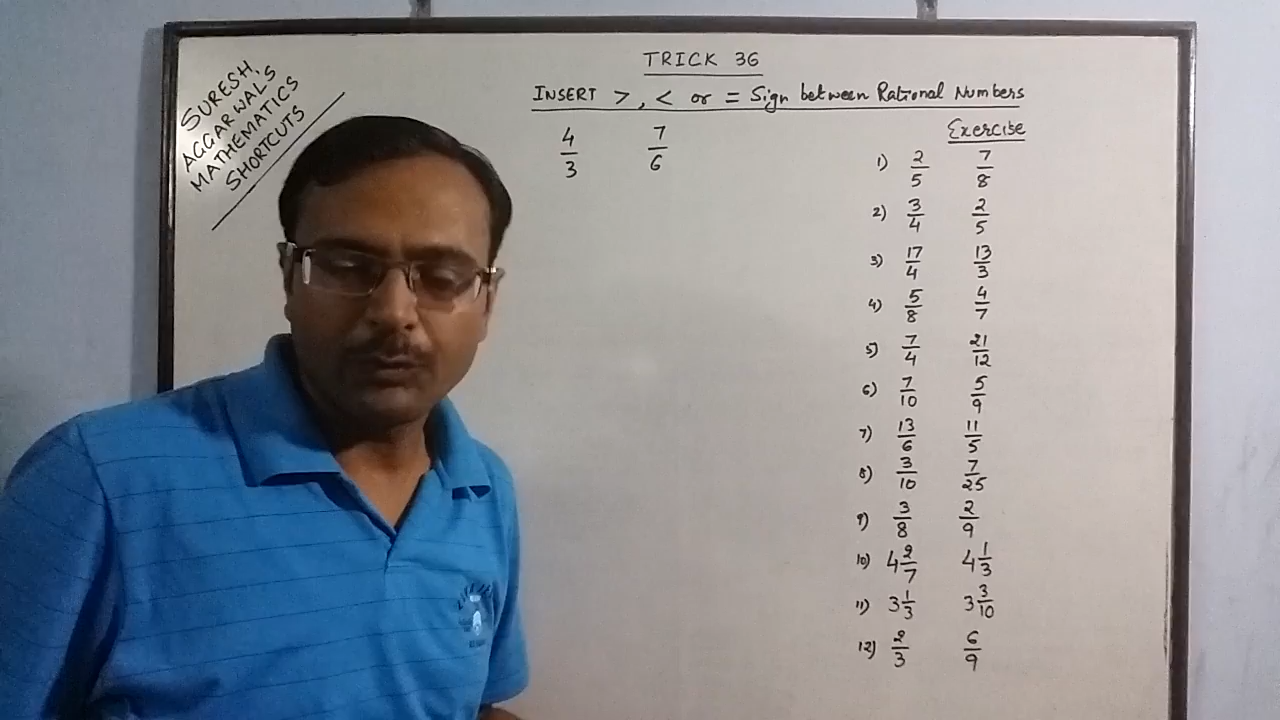 SURESH
AGGARWAL'S
MATHEMATICS
SHORTCUTS
TRICK 36
INSERT >, < or = Sign between Rational Numbers
4/3 7/6
Exercise
1) 2/5 7/8
2) 3/4 2/5
3) 17/4 13/3
4) 5/8 4/7
5) 7/4 21/12
6) 7/10 5/9
7) 13/6 11/5
8) 3/10 7/25
9) 3/8 2/9
10) 4 2/7 4 1/3
11) 3 1/3 3 3/10
12) 2/3 6/9